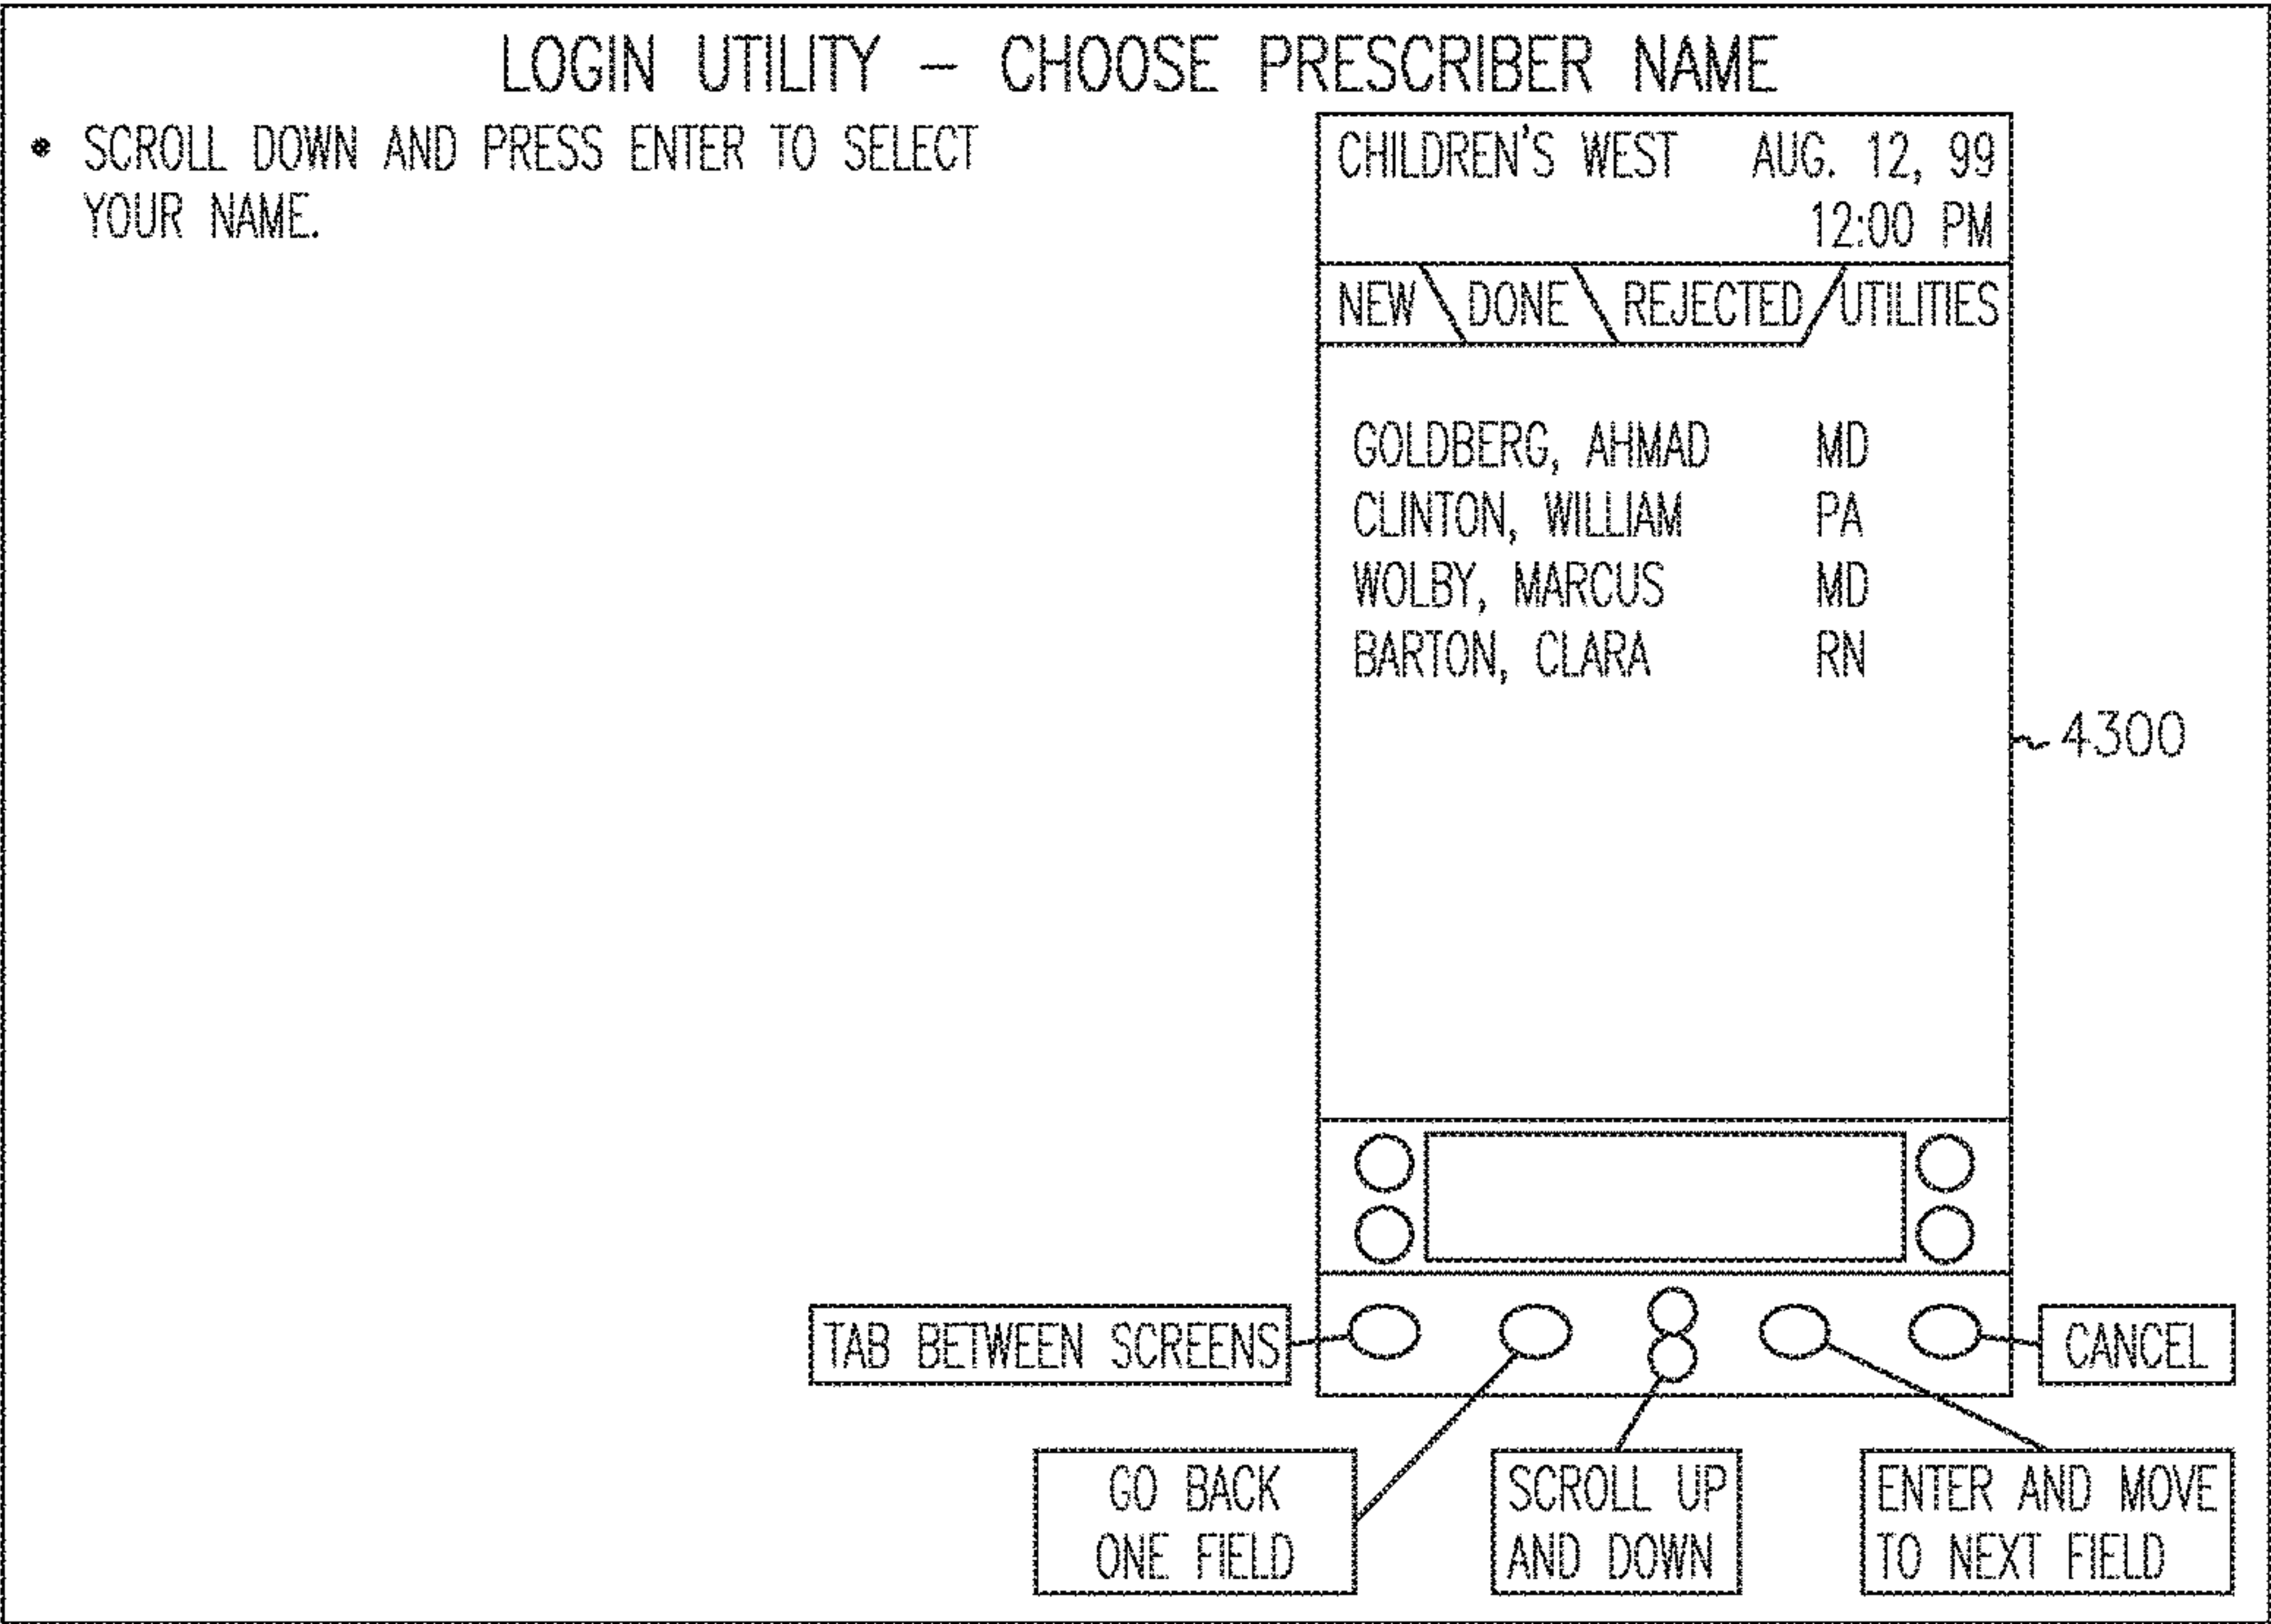 LOGIN UTILITY – CHOOSE PRESCRIBER NAME
• SCROLL DOWN AND PRESS ENTER TO SELECT
YOUR NAME.
CHILDREN'S WEST AUG. 12, 99
12:00 PM
NEW DONE REJECTED UTILITIES
GOLDBERG, AHMAD MD
CLINTON, WILLIAM PA
WOLBY, MARCUS MD
BARTON, CLARA RN
4300
TAB BETWEEN SCREENS
CANCEL
GO BACK
ONE FIELD
SCROLL UP
AND DOWN
ENTER AND MOVE
TO NEXT FIELD